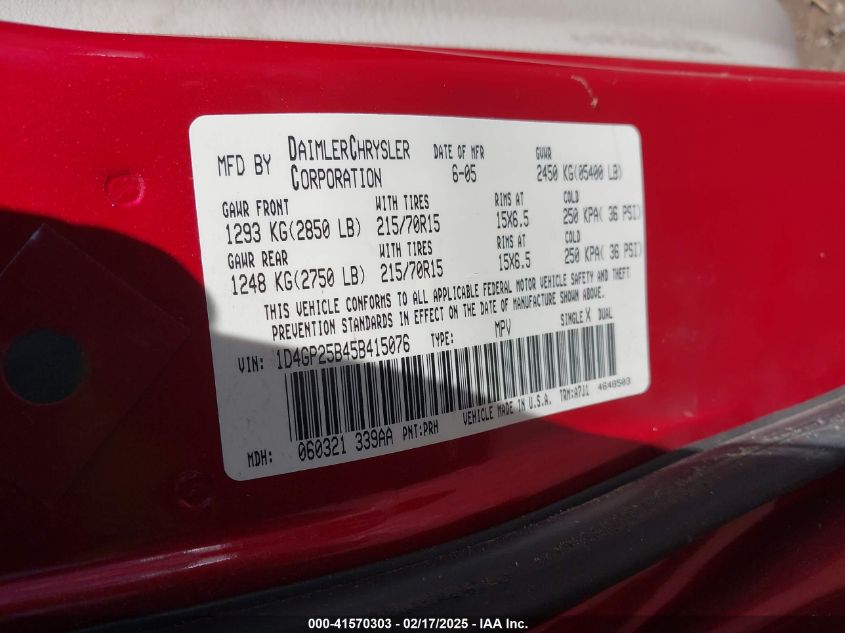 MFD BY DAIMLERCHRYSLER CORPORATION DATE OF MFR 6-05 GVWR 2450 KG(05400 LB)
GAWR FRONT WITH TIRES RIMS AT COLD
1293 KG(2850 LB) 215/70R15 15X6.5 250 KPA( 36 PSI)
GAWR REAR WITH TIRES RIMS AT COLD
1248 KG(2750 LB) 215/70R15 15X6.5 250 KPA( 36 PSI)
THIS VEHICLE CONFORMS TO ALL APPLICABLE FEDERAL MOTOR VEHICLE SAFETY AND THEFT
PREVENTION STANDARDS IN EFFECT ON THE DATE OF MANUFACTURE SHOWN ABOVE.
VIN: 1D4GP25B45B415076 TYPE: MPV SINGLE X DUAL
MDH: 060321 339AA PNT:PRH VEHICLE MADE IN U.S.A. TRM:A7J1 4648503
000-41570303 - 02/17/2025 - IAA Inc.